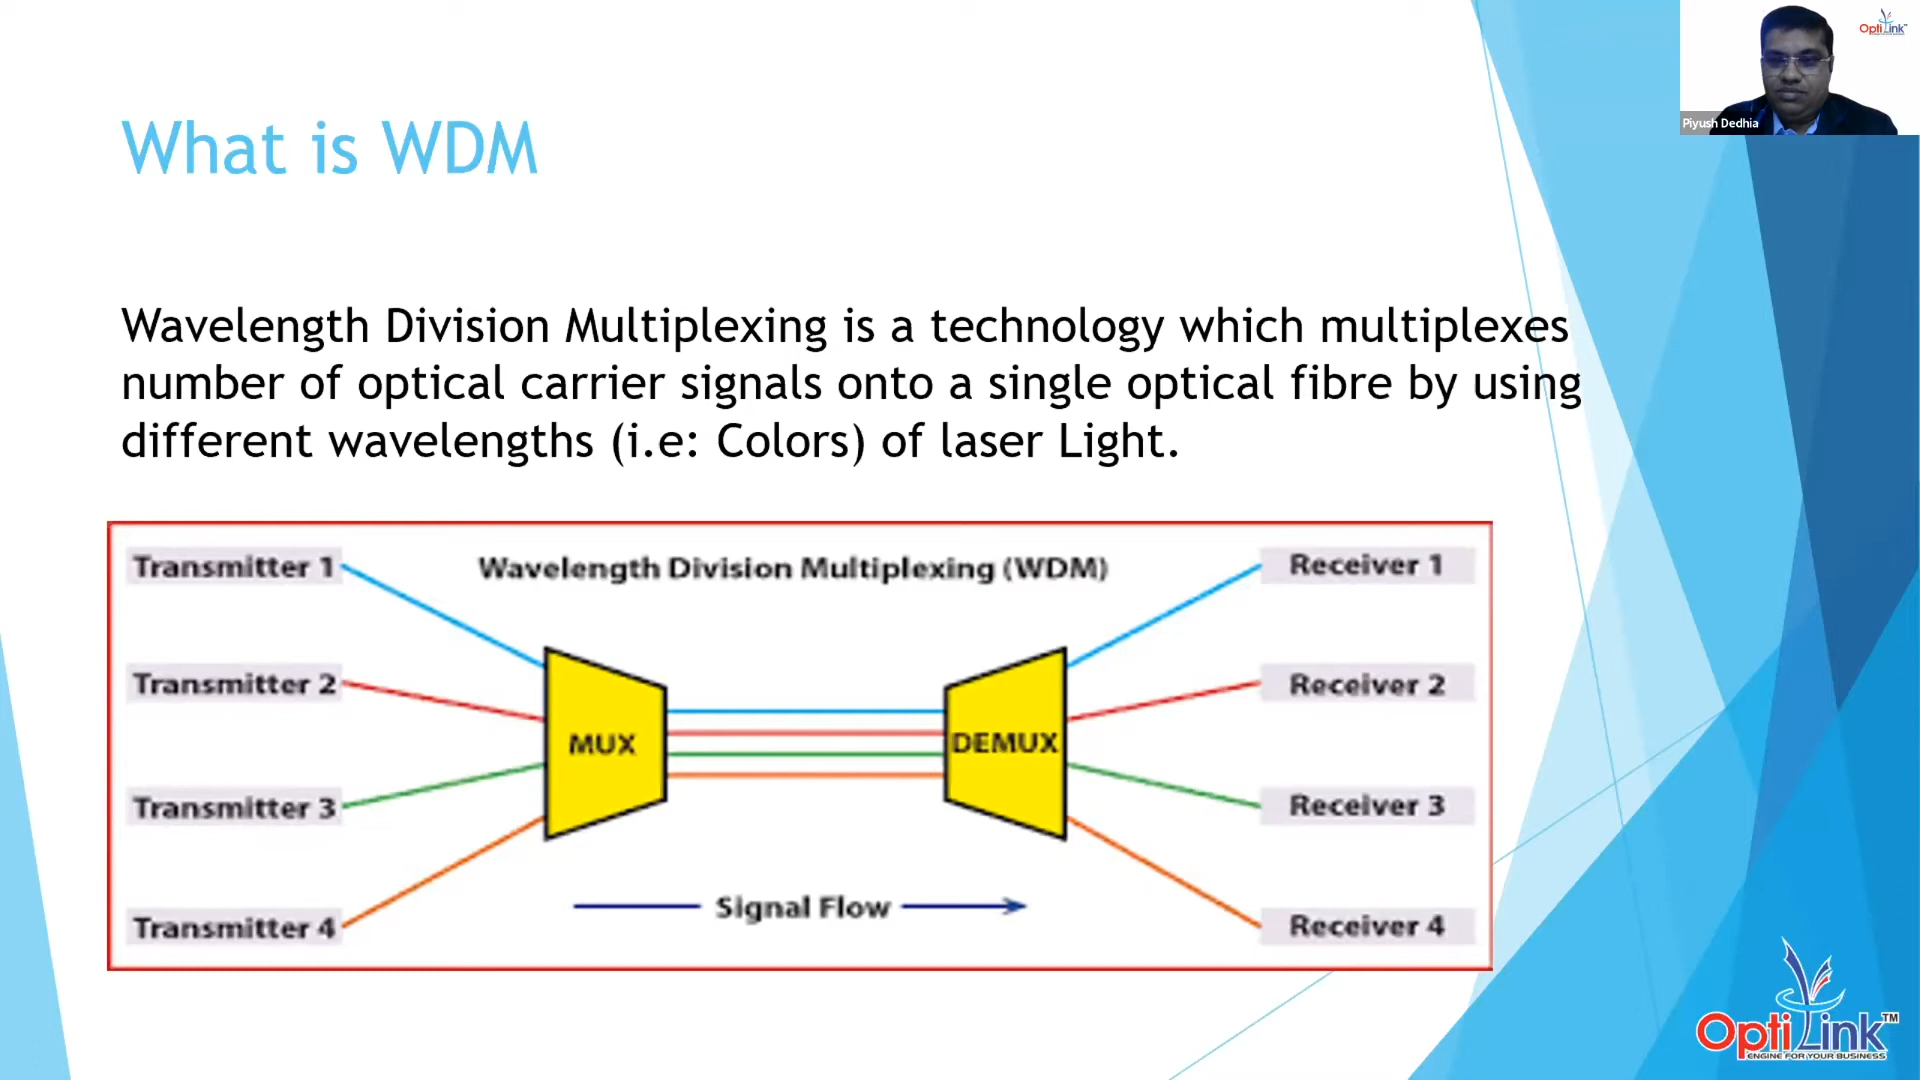 What is WDM
Wavelength Division Multiplexing is a technology which multiplexes
number of optical carrier signals onto a single optical fibre by using
different wavelengths (i.e: Colors) of laser Light.
Wavelength Division Multiplexing (WDM)
Transmitter 1
Transmitter 2
Transmitter 3
Transmitter 4
MUX
DEMUX
Receiver 1
Receiver 2
Receiver 3
Receiver 4
Signal Flow
Piyush Dedhia
OptiLink™
OptiLink™
ENGINE FOR YOUR BUSINESS